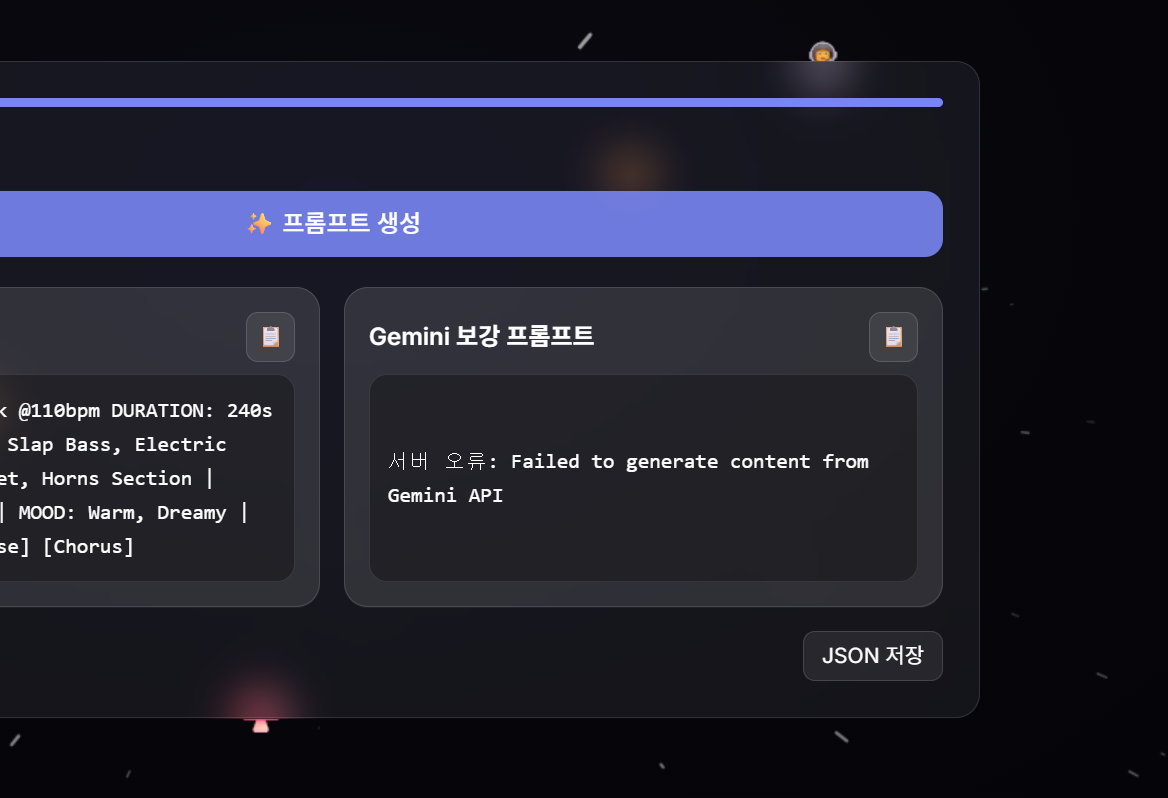 ✨ 프롬프트 생성
@110bpm DURATION: 240s
Slap Bass, Electric
Horns Section |
| MOOD: Warm, Dreamy |
[Chorus]
Gemini 보강 프롬프트
서버 오류: Failed to generate content from
Gemini API
JSON 저장